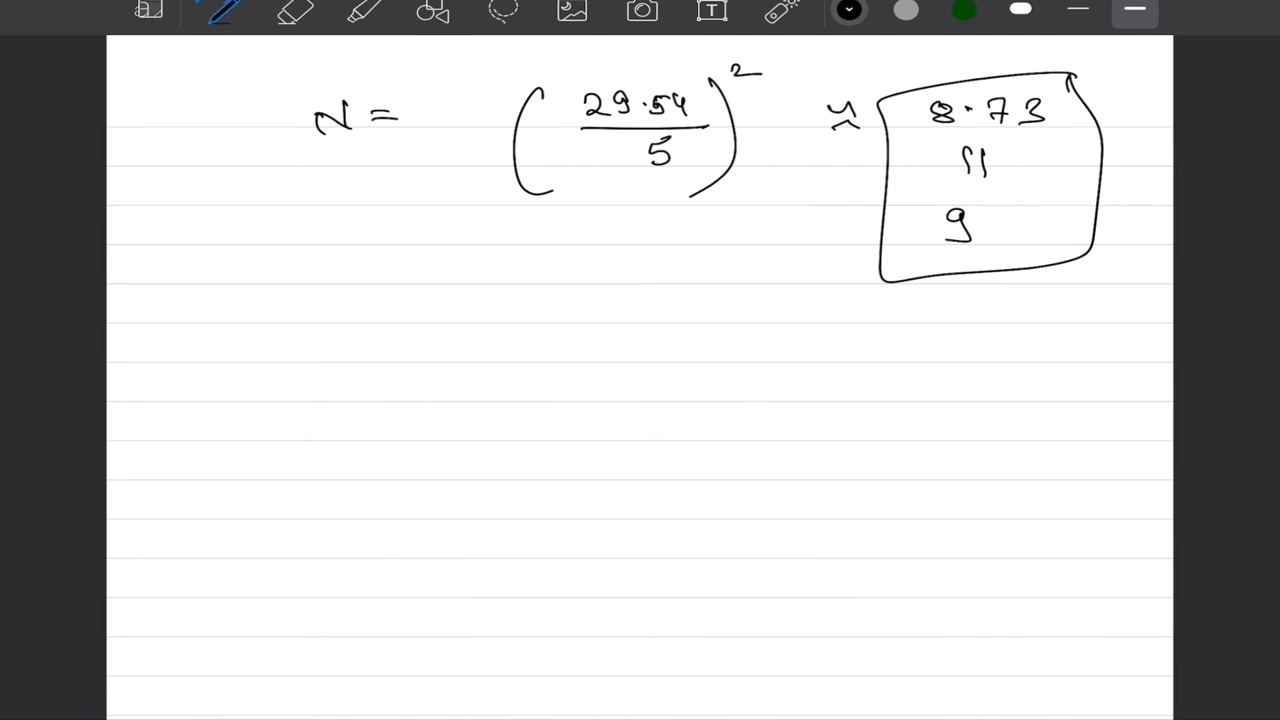 N = ( 29.54 / 5 )² ≈ 8.73
≈
9